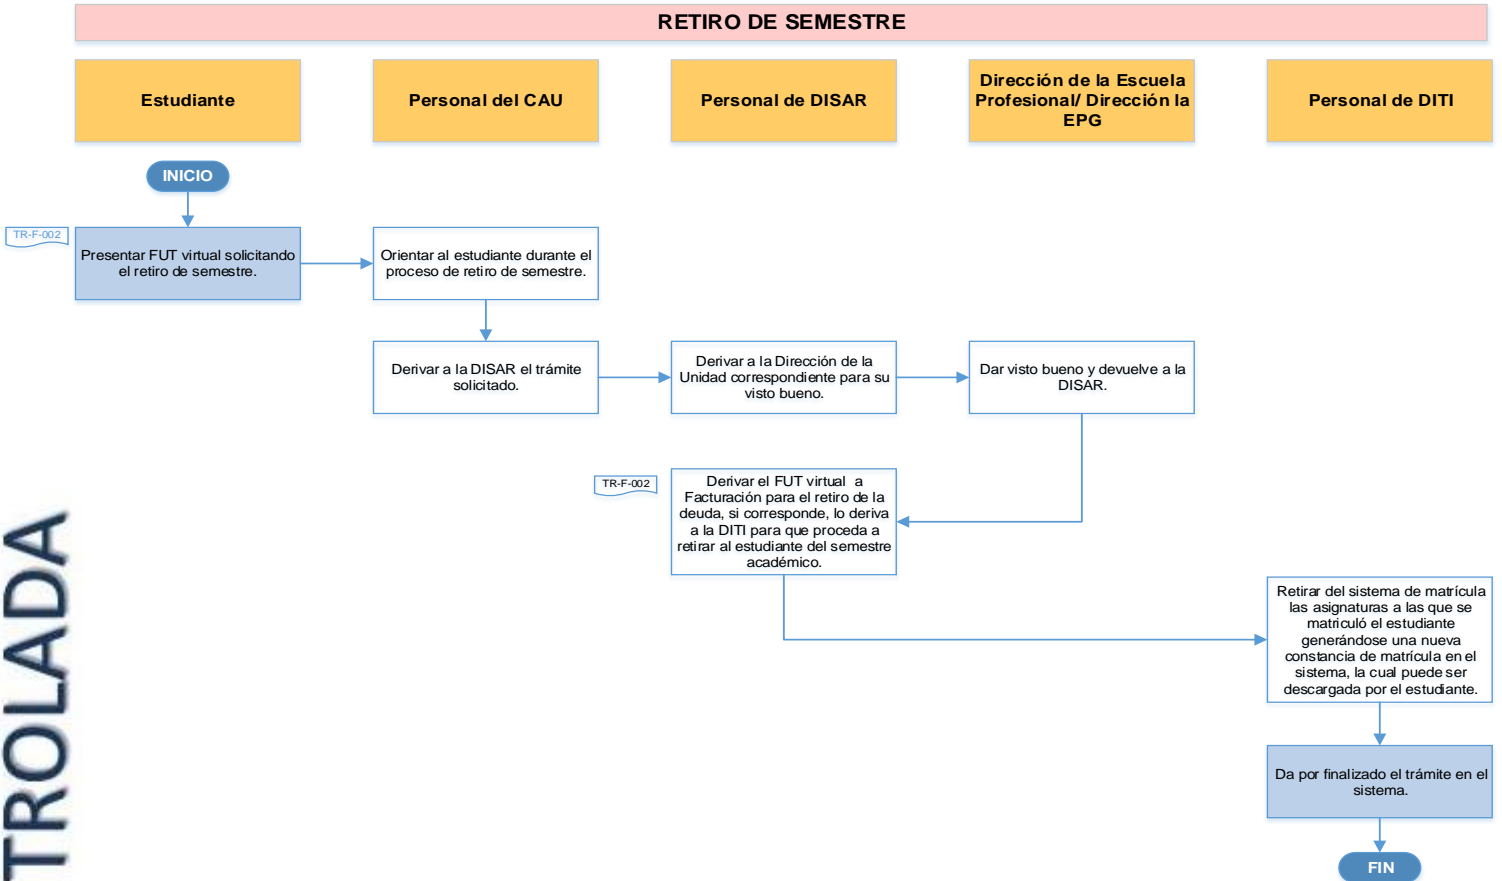 RETIRO DE SEMESTRE
Estudiante
Personal del CAU
Personal de DISAR
Dirección de la Escuela
Profesional/ Dirección la
EPG
Personal de DITI
INICIO
TR-F-002
Presentar FUT virtual solicitando
el retiro de semestre.
Orientar al estudiante durante el
proceso de retiro de semestre.
Derivar a la DISAR el trámite
solicitado.
Derivar a la Dirección de la
Unidad correspondiente para su
visto bueno.
Dar visto bueno y devuelve a la
DISAR.
TR-F-002
Derivar el FUT virtual a
Facturación para el retiro de la
deuda, si corresponde, lo deriva
a la DITI para que proceda a
retirar al estudiante del semestre
académico.
Retirar del sistema de matrícula
las asignaturas a las que se
matriculó el estudiante
generándose una nueva
constancia de matrícula en el
sistema, la cual puede ser
descargada por el estudiante.
Da por finalizado el trámite en el
sistema.
FIN
TROLADA